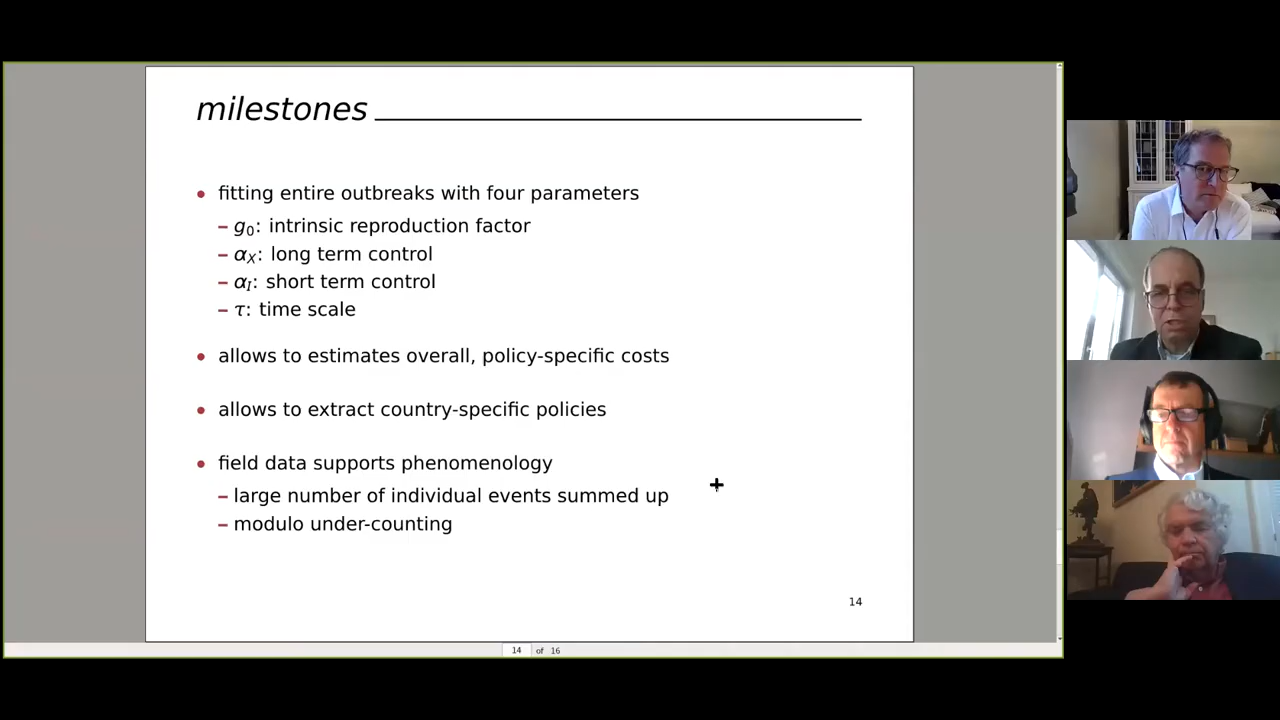 milestones
• fitting entire outbreaks with four parameters
– g₀: intrinsic reproduction factor
– αX: long term control
– αI: short term control
– τ: time scale
• allows to estimates overall, policy-specific costs
• allows to extract country-specific policies
• field data supports phenomenology
– large number of individual events summed up
– modulo under-counting
14
14 of 16